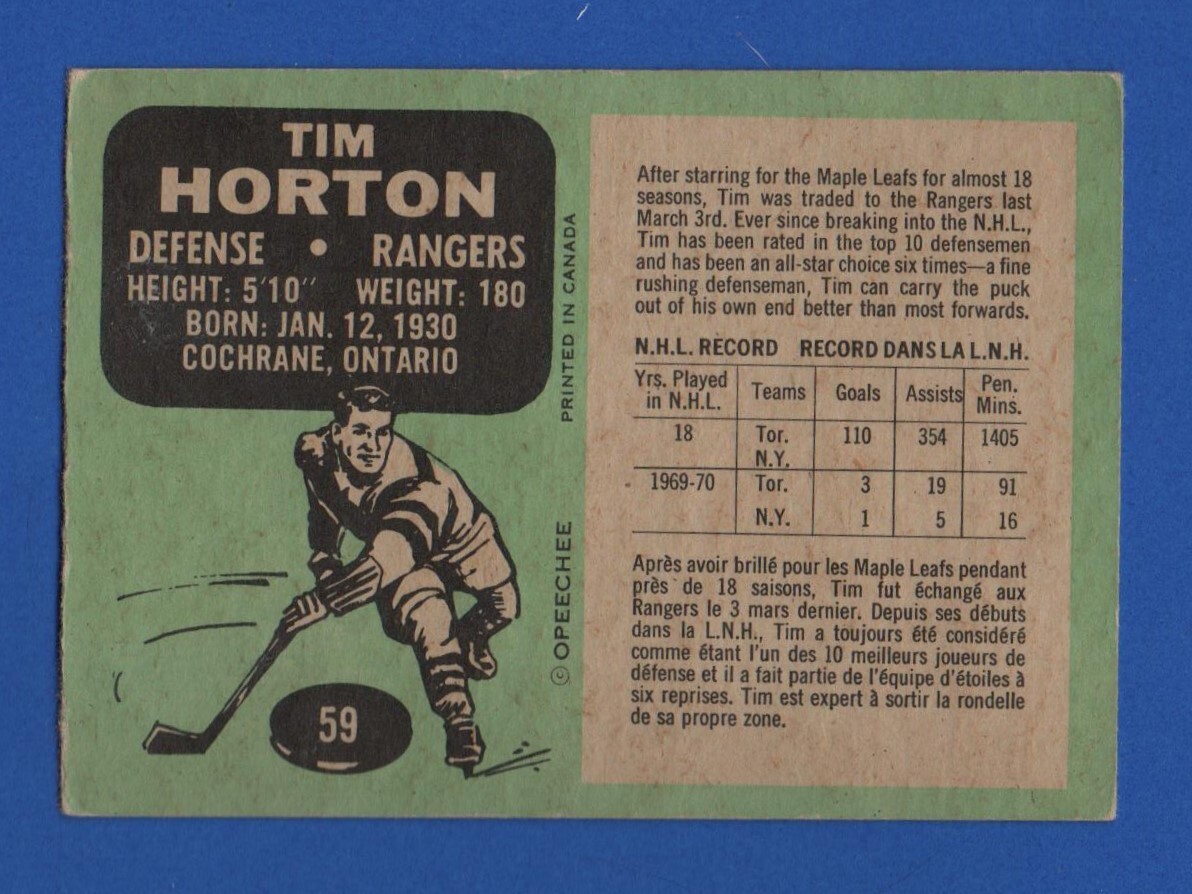 TIM
HORTON
DEFENSE • RANGERS
HEIGHT: 5'10" WEIGHT: 180
BORN: JAN. 12, 1930
COCHRANE, ONTARIO
59
PRINTED IN CANADA
© OPEECHEE
After starring for the Maple Leafs for almost 18
seasons, Tim was traded to the Rangers last
March 3rd. Ever since breaking into the N.H.L.,
Tim has been rated in the top 10 defensemen
and has been an all-star choice six times—a fine
rushing defenseman, Tim can carry the puck
out of his own end better than most forwards.
N.H.L. RECORD RECORD DANS LA L.N.H.
Yrs. Played in N.H.L. Teams Goals Assists Pen. Mins.
18 Tor. 110 354 1405
N.Y.
1969-70 Tor. 3 19 91
N.Y. 1 5 16
Après avoir brillé pour les Maple Leafs pendant
près de 18 saisons, Tim fut échangé aux
Rangers le 3 mars dernier. Depuis ses débuts
dans la L.N.H., Tim a toujours été considéré
comme étant l'un des 10 meilleurs joueurs de
défense et il a fait partie de l'équipe d'étoiles à
six reprises. Tim est expert à sortir la rondelle
de sa propre zone.